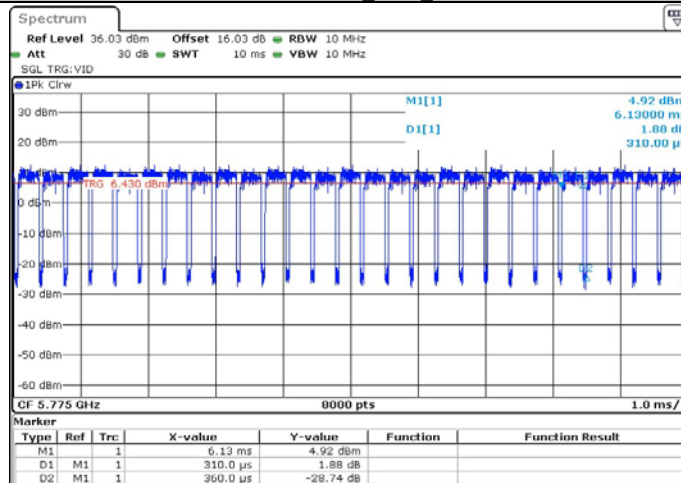 Spectrum
Ref Level 36.03 dBm Offset 16.03 dB RBW 10 MHz
Att 30 dB SWT 10 ms VBW 10 MHz
SGL TRG:VID
1Pk Clrw
M1[1] 4.92 dBm
6.13000 ms
D1[1] 1.88 dB
310.00 µs
30 dBm
20 dBm
TRG 6.430 dBm
0 dBm
-10 dBm
-20 dBm
D2
-30 dBm
-40 dBm
-50 dBm
-60 dBm
CF 5.775 GHz 8000 pts 1.0 ms/
Marker
Type Ref Trc X-value Y-value Function Function Result
M1 1 6.13 ms 4.92 dBm
D1 M1 1 310.0 µs 1.88 dB
D2 M1 1 360.0 µs -28.74 dB